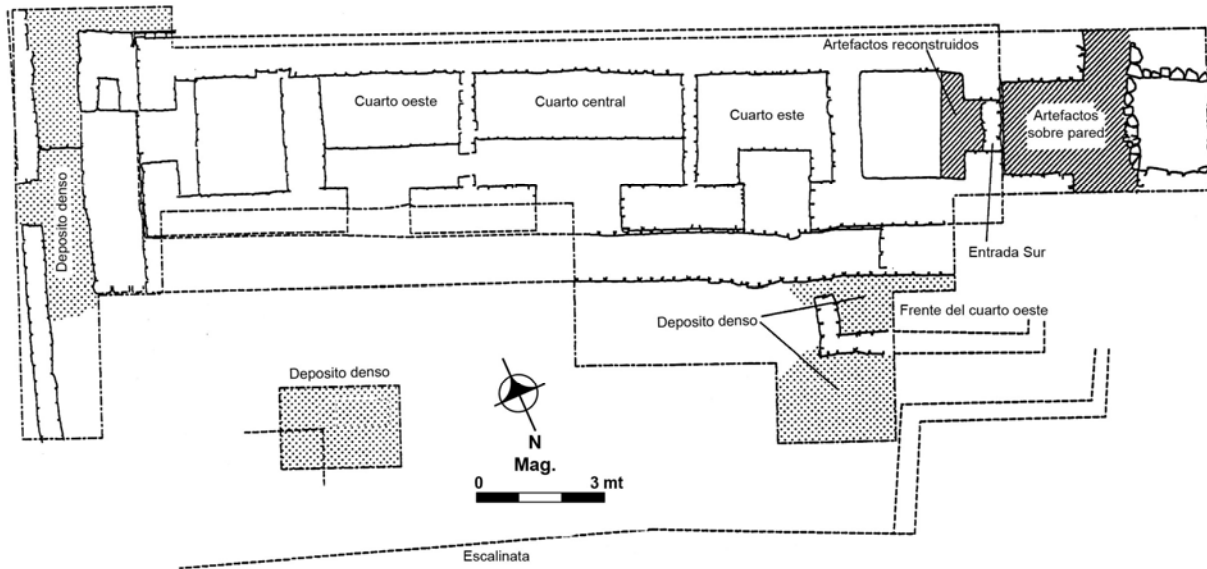 Artefactos reconstruidos
Cuarto oeste
Cuarto central
Cuarto este
Artefactos
sobre pared
Deposito denso
Entrada Sur
Frente del cuarto oeste
Deposito denso
Deposito denso
N
Mag.
0 3 mt
Escalinata